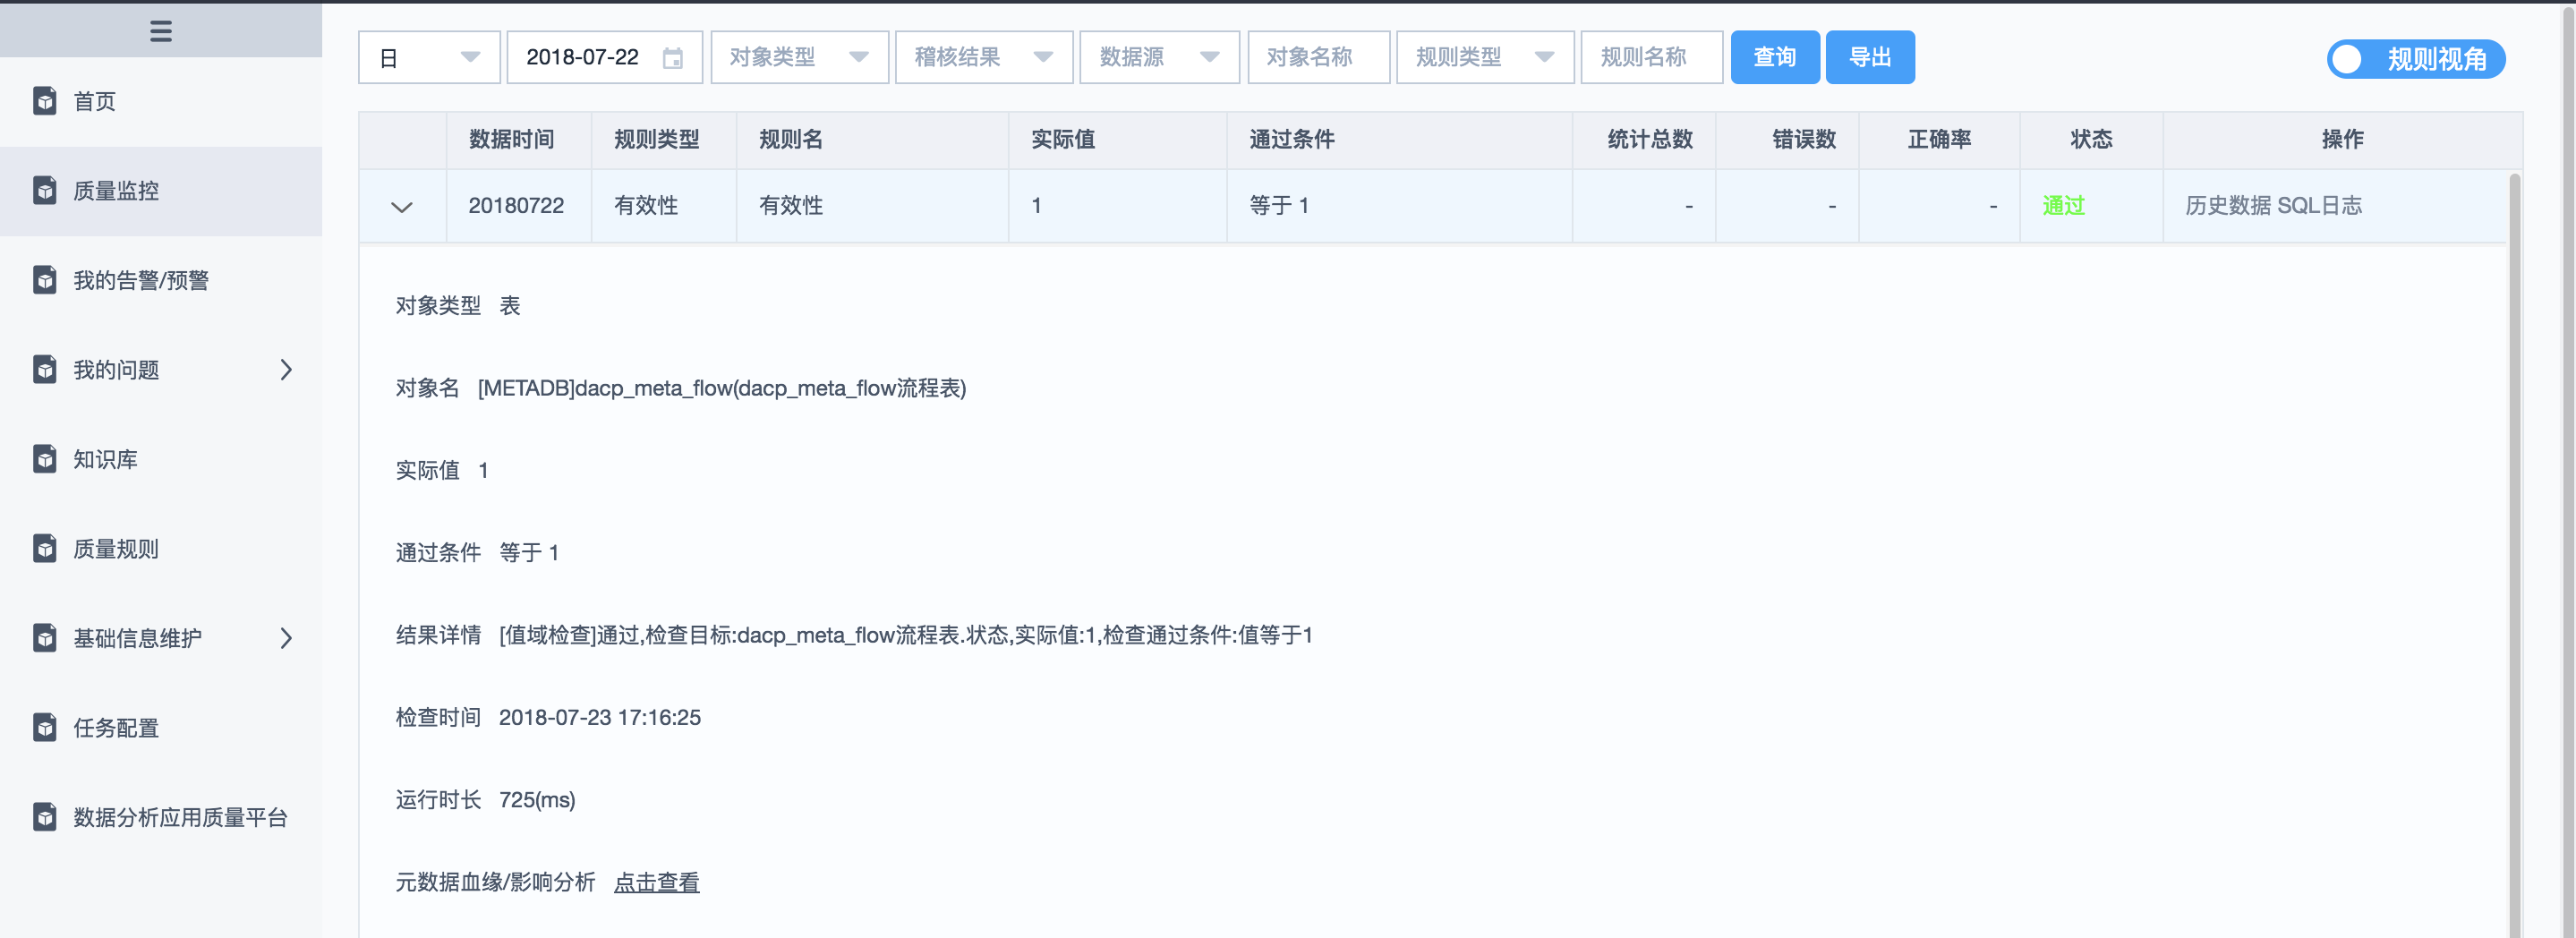 日
2018-07-22
对象类型
稽核结果
数据源
对象名称
规则类型
规则名称
查询
导出
规则视角
首页
质量监控
我的告警/预警
我的问题
知识库
质量规则
基础信息维护
任务配置
数据分析应用质量平台
数据时间 规则类型 规则名 实际值 通过条件 统计总数 错误数 正确率 状态 操作
20180722 有效性 有效性 1 等于 1 - - - 通过 历史数据 SQL日志
对象类型 表
对象名 [METADB]dacp_meta_flow(dacp_meta_flow流程表)
实际值 1
通过条件 等于 1
结果详情 [值域检查]通过,检查目标:dacp_meta_flow流程表.状态,实际值:1,检查通过条件:值等于1
检查时间 2018-07-23 17:16:25
运行时长 725(ms)
元数据血缘/影响分析 点击查看